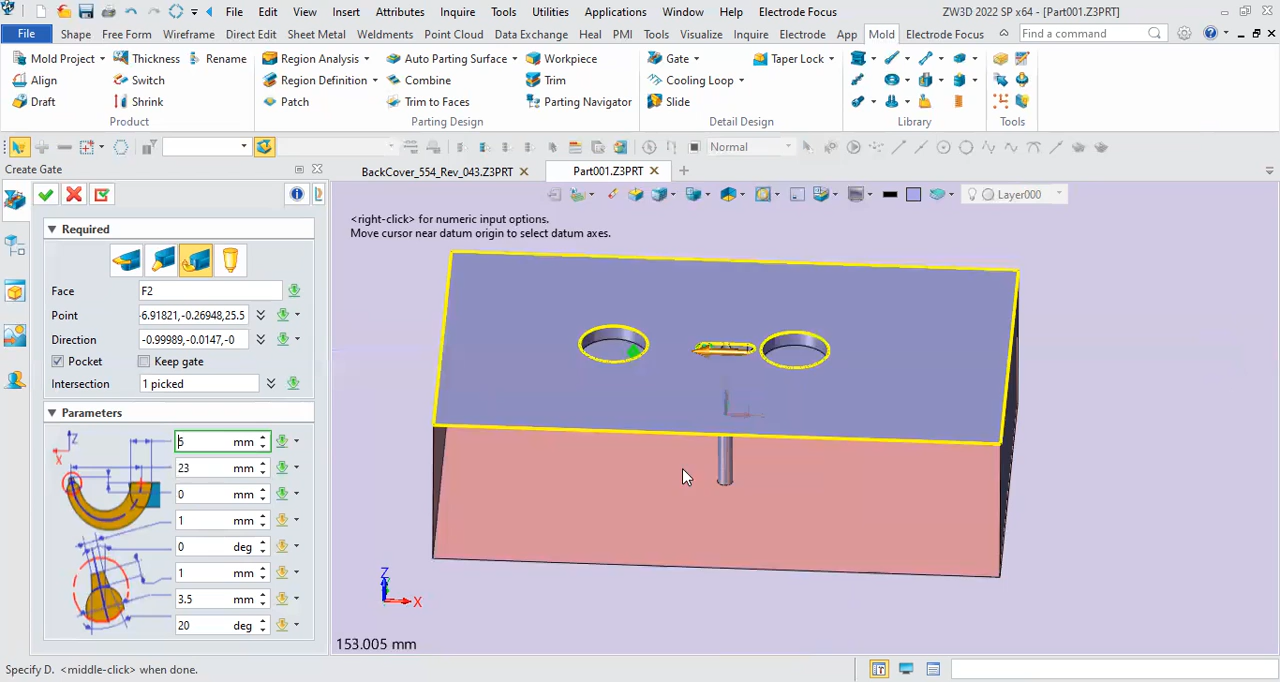 File Edit View Insert Attributes Inquire Tools Utilities Applications Window Help Electrode Focus ZW3D 2022 SP x64 - [Part001.Z3PRT]
File Shape Free Form Wireframe Direct Edit Sheet Metal Weldments Point Cloud Data Exchange Heal PMI Tools Visualize Inquire Electrode App Mold Electrode Focus Find a command
Mold Project Thickness Rename Region Analysis Auto Parting Surface Workpiece Gate Taper Lock
Align Switch Region Definition Combine Trim Cooling Loop
Draft Shrink Patch Trim to Faces Parting Navigator Slide
Product Parting Design Detail Design Library Tools
Normal
Create Gate BackCover_554_Rev_043.Z3PRT Part001.Z3PRT
Layer000
<right-click> for numeric input options.
Move cursor near datum origin to select datum axes.
Required
Face F2
Point -6.91821,-0.26948,25.5
Direction -0.99989,-0.0147,-0
Pocket Keep gate
Intersection 1 picked
Parameters
6 mm
23 mm
0 mm
1 mm
0 deg
1 mm
3.5 mm
20 deg
Z
X
Z
X
153.005 mm
Specify D. <middle-click> when done.